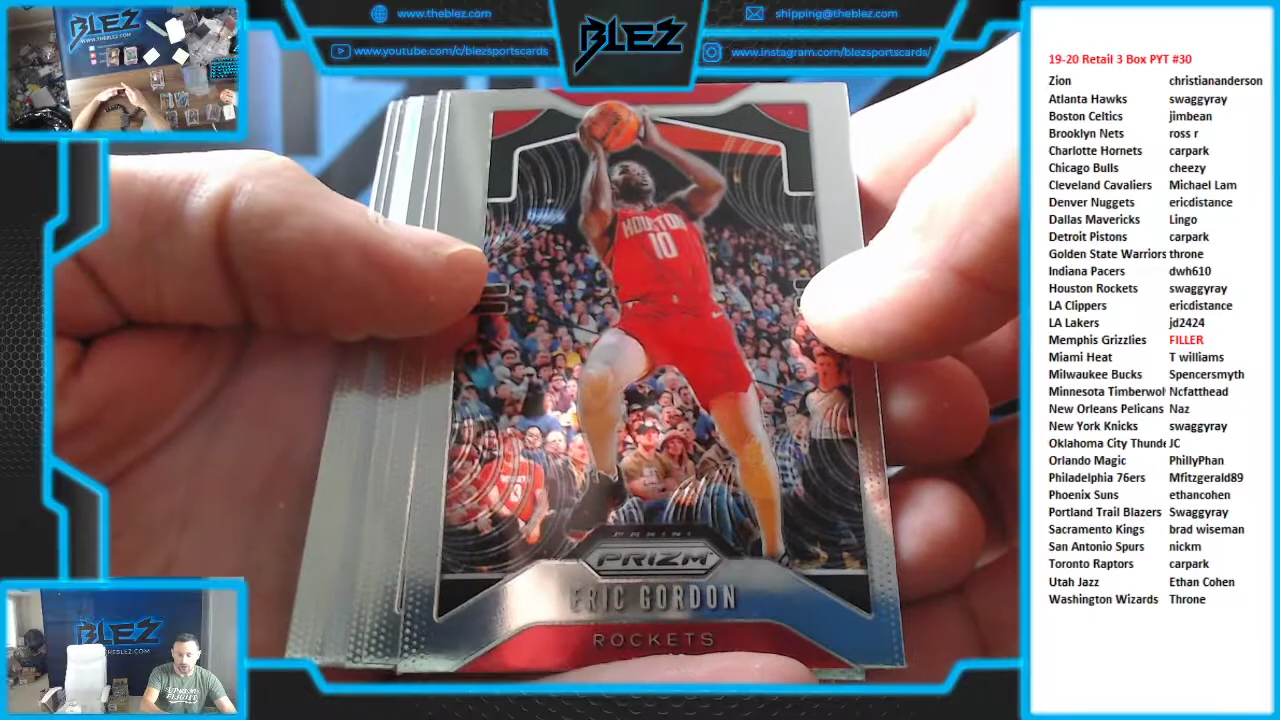 BLEZ
WWW.THEBLEZ.COM
www.theblez.com
www.youtube.com/c/blezsportscards
BLEZ
shipping@theblez.com
www.instagram.com/blezsportscards/
HOUSTON
10
PANINI
PRIZM
ERIC GORDON
ROCKETS
BLEZ
19-20 Retail 3 Box PYT #30
Zion christiananderson
Atlanta Hawks swaggyray
Boston Celtics jimbean
Brooklyn Nets ross r
Charlotte Hornets carpark
Chicago Bulls cheezy
Cleveland Cavaliers Michael Lam
Denver Nuggets ericdistance
Dallas Mavericks Lingo
Detroit Pistons carpark
Golden State Warriors throne
Indiana Pacers dwh610
Houston Rockets swaggyray
LA Clippers ericdistance
LA Lakers jd2424
Memphis Grizzlies FILLER
Miami Heat T williams
Milwaukee Bucks Spencersmyth
Minnesota Timberwol Ncfatthead
New Orleans Pelicans Naz
New York Knicks swaggyray
Oklahoma City Thunde JC
Orlando Magic PhillyPhan
Philadelphia 76ers Mfitzgerald89
Phoenix Suns ethancohen
Portland Trail Blazers Swaggyray
Sacramento Kings brad wiseman
San Antonio Spurs nickm
Toronto Raptors carpark
Utah Jazz Ethan Cohen
Washington Wizards Throne